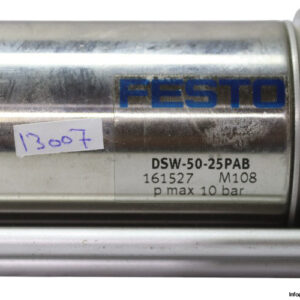 FESTO
13007
DSW-50-25PAB
161527 M108
p max 10 bar